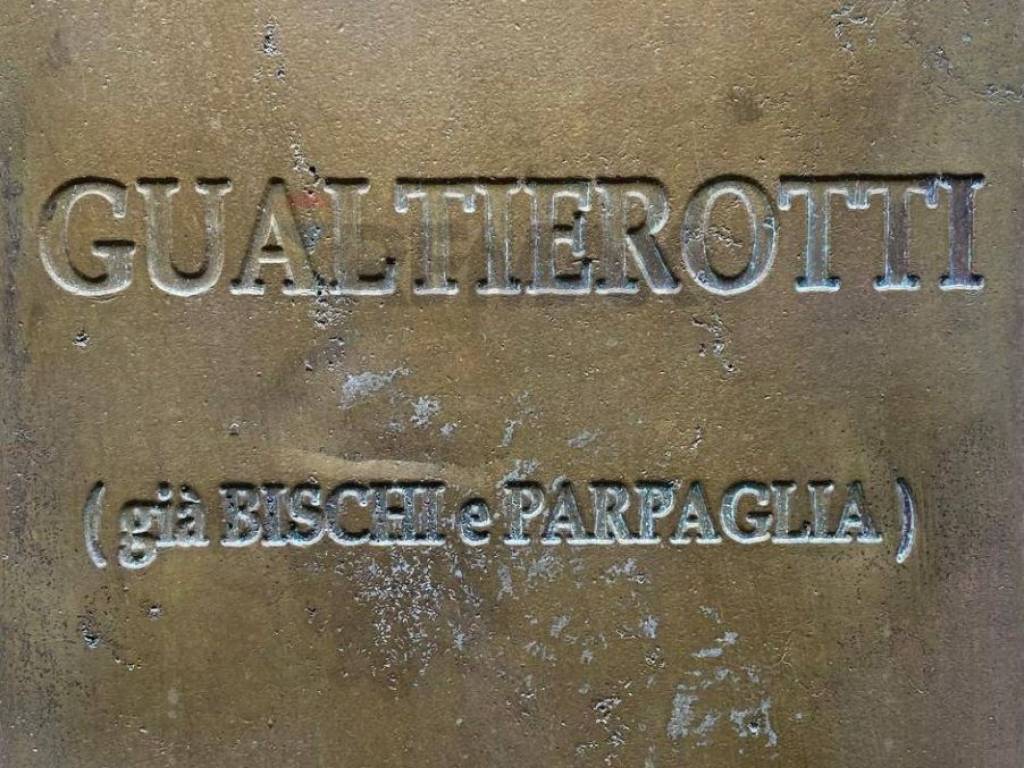 GUALTIEROTTI
( già BISCHI e PARPAGLIA )